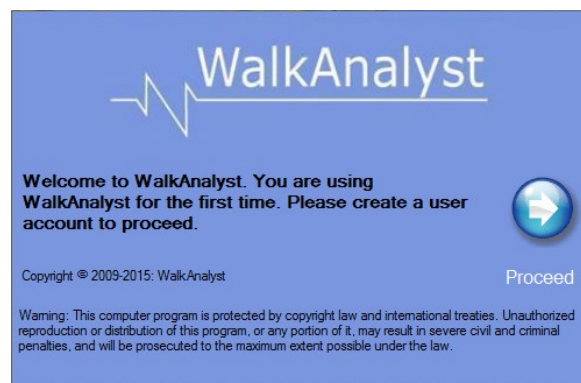 WalkAnalyst
Welcome to WalkAnalyst. You are using
WalkAnalyst for the first time. Please create a user
account to proceed.
Copyright © 2009-2015: WalkAnalyst
Proceed
Warning: This computer program is protected by copyright law and international treaties. Unauthorized
reproduction or distribution of this program, or any portion of it, may result in severe civil and criminal
penalties, and will be prosecuted to the maximum extent possible under the law.